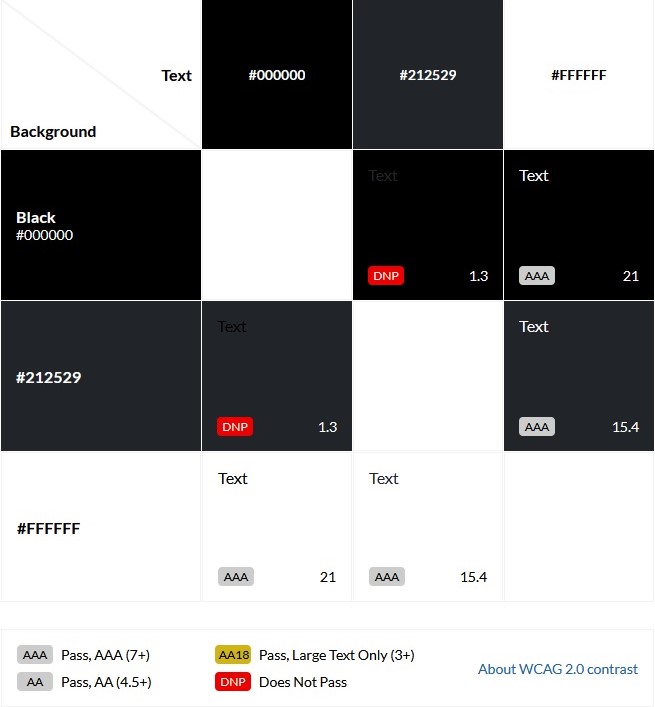 Text
Background
#000000
#212529
#FFFFFF
Black
#000000
Text
DNP 1.3
Text
AAA 21
#212529
Text
DNP 1.3
Text
AAA 15.4
#FFFFFF
Text
AAA 21
Text
AAA 15.4
AAA Pass, AAA (7+)
AA Pass, AA (4.5+)
AA18 Pass, Large Text Only (3+)
DNP Does Not Pass
About WCAG 2.0 contrast